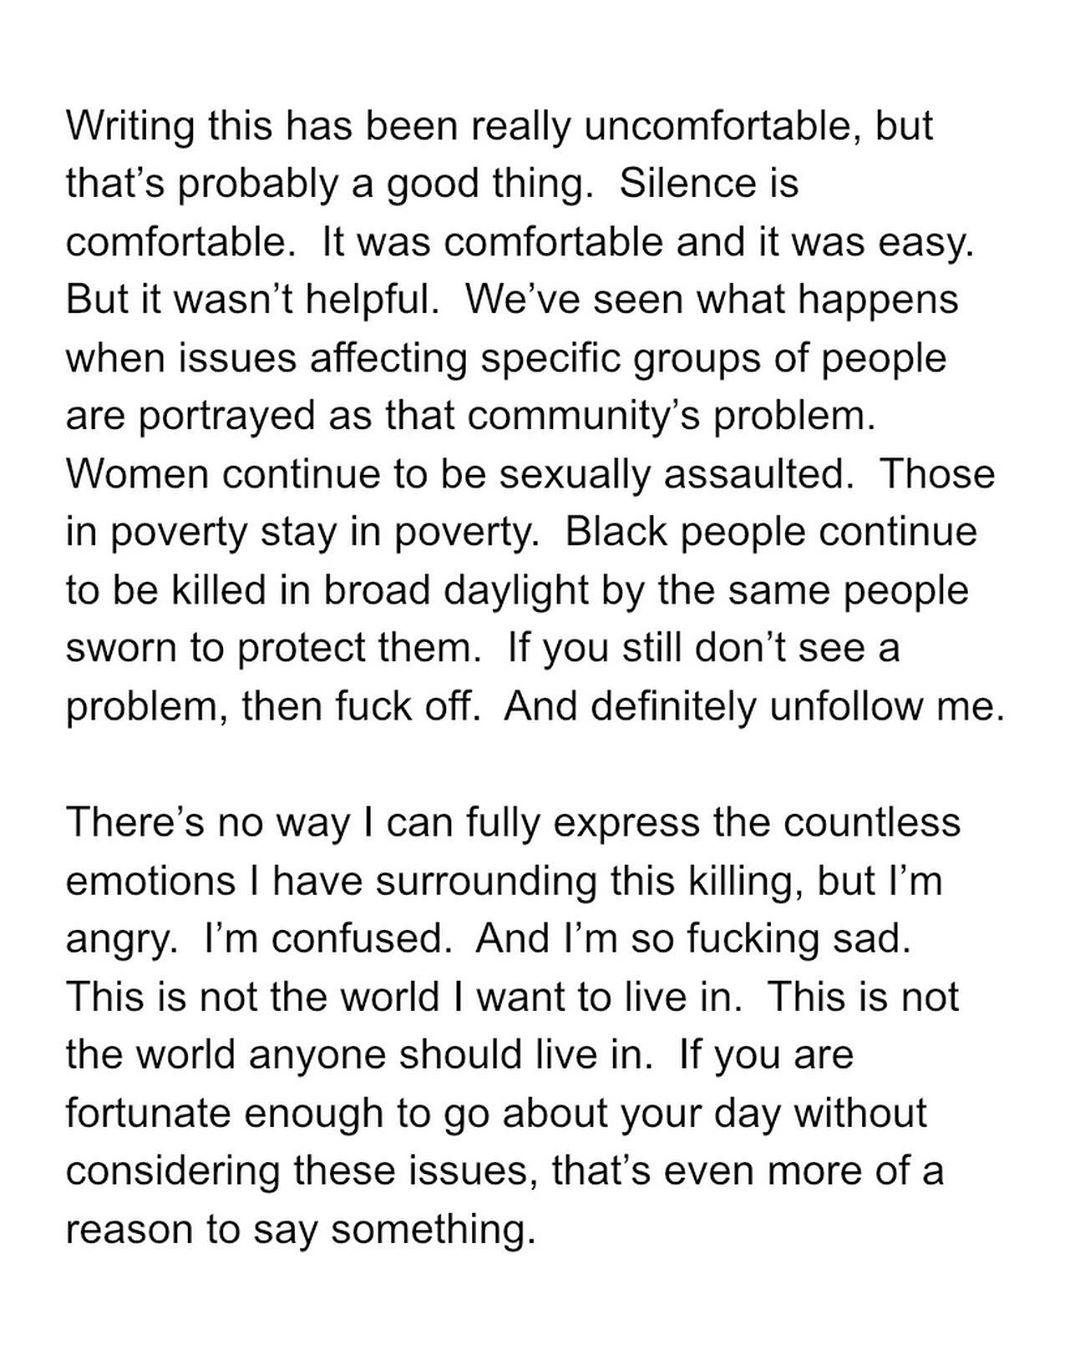 Writing this has been really uncomfortable, but
that’s probably a good thing.  Silence is
comfortable.  It was comfortable and it was easy.
But it wasn’t helpful.  We’ve seen what happens
when issues affecting specific groups of people
are portrayed as that community’s problem.
Women continue to be sexually assaulted.  Those
in poverty stay in poverty.  Black people continue
to be killed in broad daylight by the same people
sworn to protect them.  If you still don’t see a
problem, then fuck off.  And definitely unfollow me.

There’s no way I can fully express the countless
emotions I have surrounding this killing, but I’m
angry.  I’m confused.  And I’m so fucking sad.
This is not the world I want to live in.  This is not
the world anyone should live in.  If you are
fortunate enough to go about your day without
considering these issues, that’s even more of a
reason to say something.